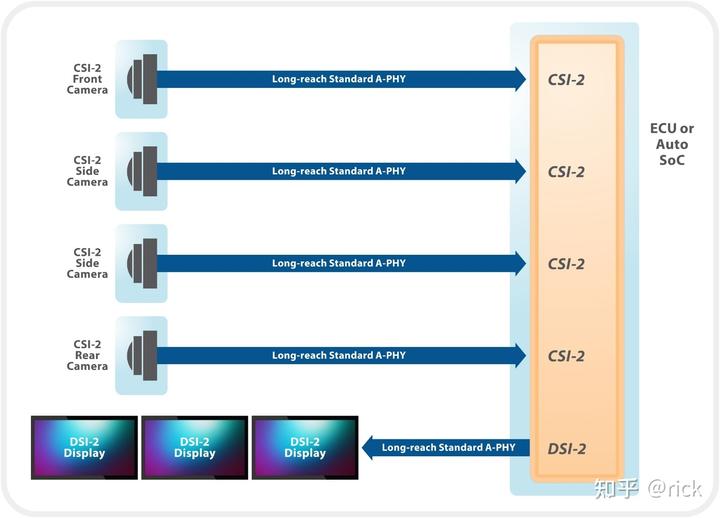 CSI-2
Front
Camera
Long-reach Standard A-PHY
CSI-2
ECU or
Auto
SoC
CSI-2
Side
Camera
Long-reach Standard A-PHY
CSI-2
CSI-2
Side
Camera
Long-reach Standard A-PHY
CSI-2
CSI-2
Rear
Camera
Long-reach Standard A-PHY
CSI-2
DSI-2
Display
DSI-2
Display
DSI-2
Display
Long-reach Standard A-PHY
DSI-2
知乎 @rick